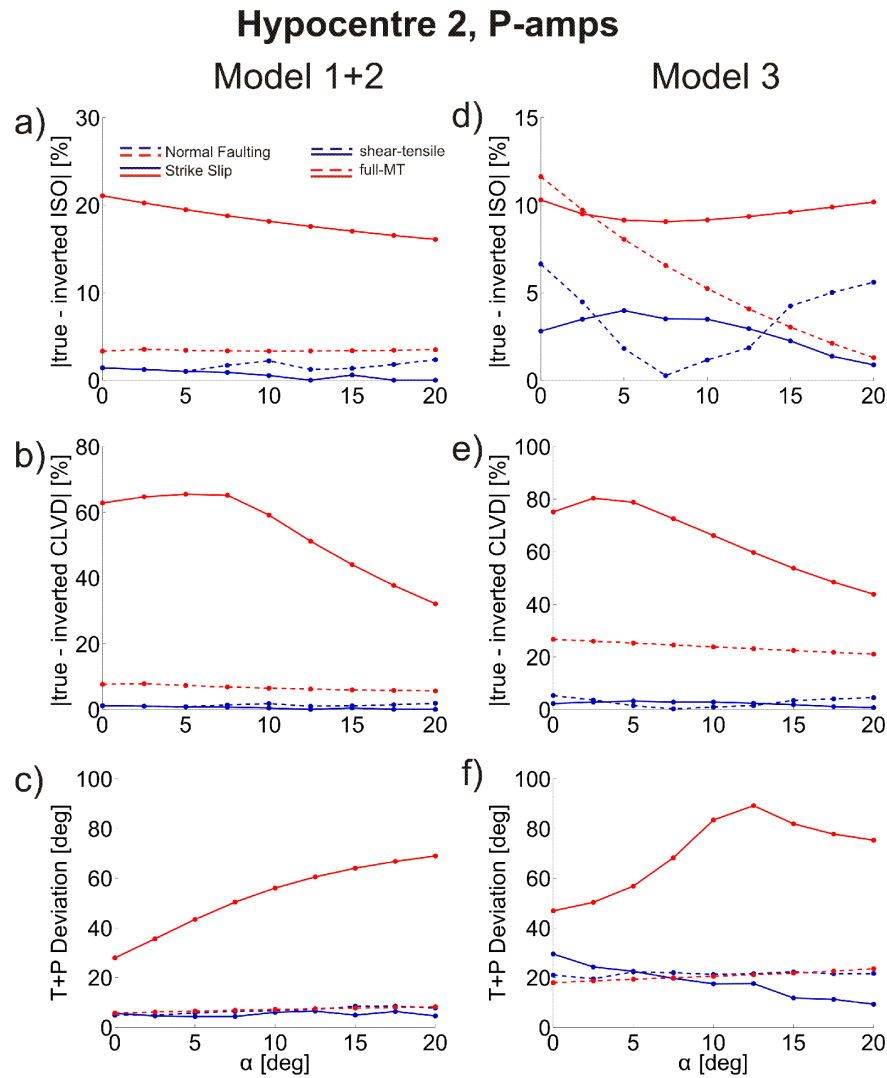 Hypocentre 2, P-amps
Model 1+2
Model 3
a)
|true - inverted ISO| [%]
30
20
10
0
0 5 10 15 20
Normal Faulting
Strike Slip
shear-tensile
full-MT
d)
|true - inverted ISO| [%]
15
10
5
0
0 5 10 15 20
b)
|true - inverted CLVD| [%]
80
60
40
20
0
0 5 10 15 20
e)
|true - inverted CLVD| [%]
100
80
60
40
20
0
0 5 10 15 20
c)
T+P Deviation [deg]
100
80
60
40
20
0
0 5 10 15 20
α [deg]
f)
T+P Deviation [deg]
100
80
60
40
20
0
0 5 10 15 20
α [deg]